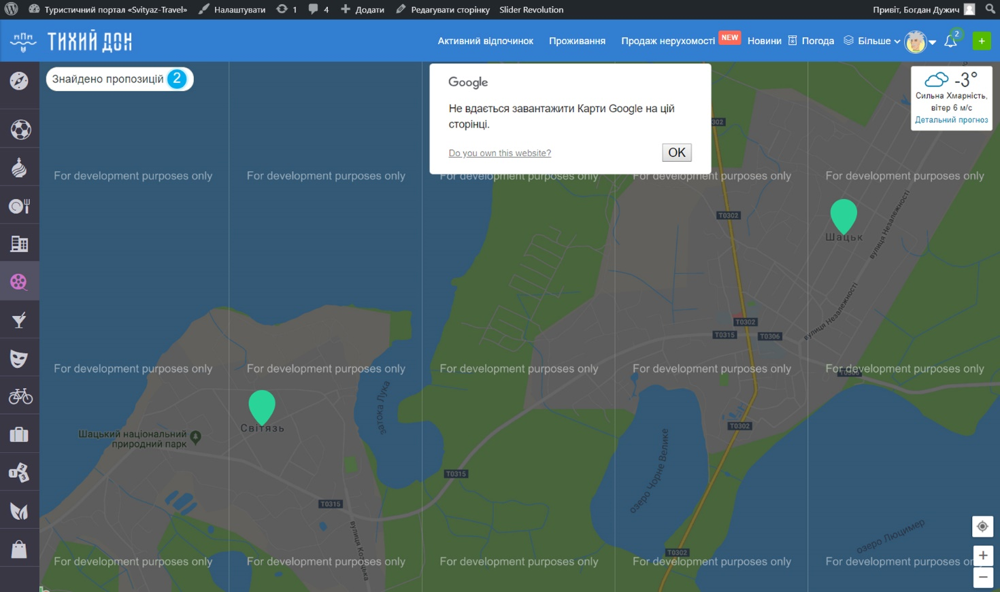 Туристичний портал «Svityaz-Travel»
Налаштувати
1
4
Додати
Редагувати сторінку
Slider Revolution
Привіт, Богдан Дужич
ТИХИЙ ДОН
Активний відпочинок
Проживання
Продаж нерухомості
NEW
Новини
Погода
Більше
2
+
Знайдено пропозицій 2
Google
Не вдається завантажити Карти Google на цій
сторінці.
Do you own this website?
OK
-3°
Сильна Хмарність,
вітер 6 м/с
Детальний прогноз
302
For development purposes only
For development purposes only
For development purposes only
For development purposes only
For development purposes only
T0302
Шацьк
вулиця Незалежності
вулиця Незалежності
T0302
T0315
T0306
For development purposes only
For development purposes only
For development purposes only
For development purposes only
For development purposes only
затока Лука
Світязь
T0302
Шацький національний
природний парк
озеро Чорне Велике
T0315
T0315
вулиця Козацька
озеро Люцимер
T0302
For development purposes only
For development purposes only
For development purposes only
For development purposes only
For development purposes only
+
−